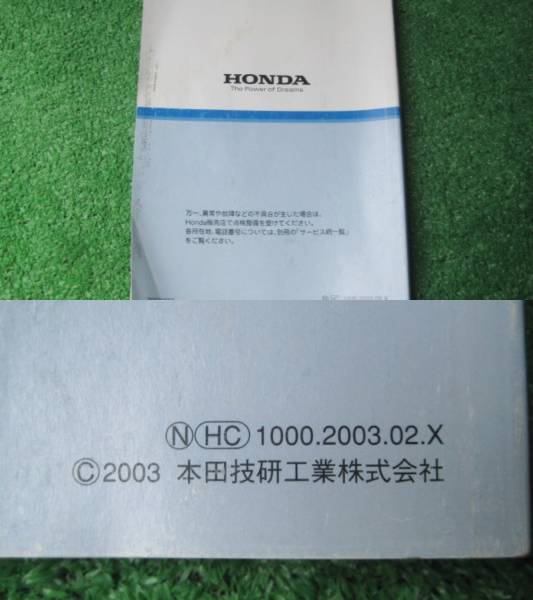 HONDA
The Power of Dreams
万一、異常や故障などの不具合が生じた場合は、
Honda販売店で点検整備を受けてください。
各所在地、電話番号については、別冊の「サービス網一覧」
をご覧ください。
Ⓝ HC 1000.2003.02.X
©2003 本田技研工業株式会社